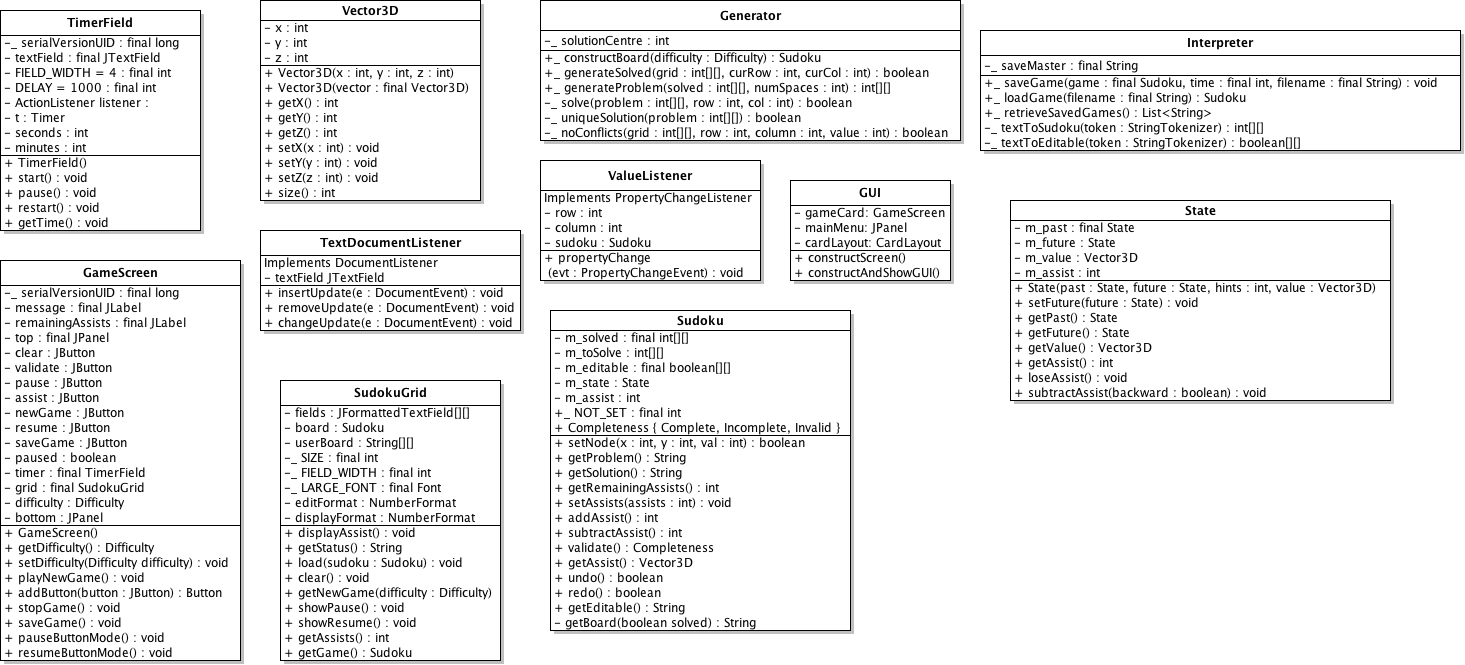 TimerField
-_ serialVersionUID : final long
- textField : final JTextField
- FIELD_WIDTH = 4 : final int
- DELAY = 1000 : final int
- ActionListener listener :
- t : Timer
- seconds : int
- minutes : int
+ TimerField()
+ start() : void
+ pause() : void
+ restart() : void
+ getTime() : void
GameScreen
-_ serialVersionUID : final long
- message : final JLabel
- remainingAssists : final JLabel
- top : final JPanel
- clear : JButton
- validate : JButton
- pause : JButton
- assist : JButton
- newGame : JButton
- resume : JButton
- saveGame : JButton
- paused : boolean
- timer : final TimerField
- grid : final SudokuGrid
- difficulty : Difficulty
- bottom : JPanel
+ GameScreen()
+ getDifficulty() : Difficulty
+ setDifficulty(Difficulty difficulty) : void
+ playNewGame() : void
+ addButton(button : JButton) : Button
+ stopGame() : void
+ saveGame() : void
+ pauseButtonMode() : void
+ resumeButtonMode() : void
Vector3D
- x : int
- y : int
- z : int
+ Vector3D(x : int, y : int, z : int)
+ Vector3D(vector : final Vector3D)
+ getX() : int
+ getY() : int
+ getZ() : int
+ setX(x : int) : void
+ setY(y : int) : void
+ setZ(z : int) : void
+ size() : int
TextDocumentListener
Implements DocumentListener
- textField JTextField
+ insertUpdate(e : DocumentEvent) : void
+ removeUpdate(e : DocumentEvent) : void
+ changeUpdate(e : DocumentEvent) : void
SudokuGrid
- fields : JFormattedTextField[][]
- board : Sudoku
- userBoard : String[][]
-_ SIZE : final int
-_ FIELD_WIDTH : final int
-_ LARGE_FONT : final Font
- editFormat : NumberFormat
- displayFormat : NumberFormat
+ displayAssist() : void
+ getStatus() : String
+ load(sudoku : Sudoku) : void
+ clear() : void
+ getNewGame(difficulty : Difficulty)
+ showPause() : void
+ showResume() : void
+ getAssists() : int
+ getGame() : Sudoku
Generator
-_ solutionCentre : int
+_ constructBoard(difficulty : Difficulty) : Sudoku
+_ generateSolved(grid : int[][], curRow : int, curCol : int) : boolean
+_ generateProblem(solved : int[][], numSpaces : int) : int[][]
-_ solve(problem : int[][], row : int, col : int) : boolean
-_ uniqueSolution(problem : int[][]) : boolean
-_ noConflicts(grid : int[][], row : int, column : int, value : int) : boolean
ValueListener
Implements PropertyChangeListener
- row : int
- column : int
- sudoku : Sudoku
+ propertyChange
(evt : PropertyChangeEvent) : void
GUI
- gameCard: GameScreen
- mainMenu: JPanel
- cardLayout: CardLayout
+ constructScreen()
+ constructAndShowGUI()
Sudoku
- m_solved : final int[][]
- m_toSolve : int[][]
- m_editable : final boolean[][]
- m_state : State
- m_assist : int
+_ NOT_SET : final int
+ Completeness { Complete, Incomplete, Invalid }
+ setNode(x : int, y : int, val : int) : boolean
+ getProblem() : String
+ getSolution() : String
+ getRemainingAssists() : int
+ setAssists(assists : int) : void
+ addAssist() : int
+ subtractAssist() : int
+ validate() : Completeness
+ getAssist() : Vector3D
+ undo() : boolean
+ redo() : boolean
+ getEditable() : String
- getBoard(boolean solved) : String
Interpreter
-_ saveMaster : final String
+_ saveGame(game : final Sudoku, time : final int, filename : final String) : void
+_ loadGame(filename : final String) : Sudoku
+_ retrieveSavedGames() : List<String>
-_ textToSudoku(token : StringTokenizer) : int[][]
-_ textToEditable(token : StringTokenizer) : boolean[][]
State
- m_past : final State
- m_future : State
- m_value : Vector3D
- m_assist : int
+ State(past : State, future : State, hints : int, value : Vector3D)
+ setFuture(future : State) : void
+ getPast() : State
+ getFuture() : State
+ getValue() : Vector3D
+ getAssist() : int
+ loseAssist() : void
+ subtractAssist(backward : boolean) : void